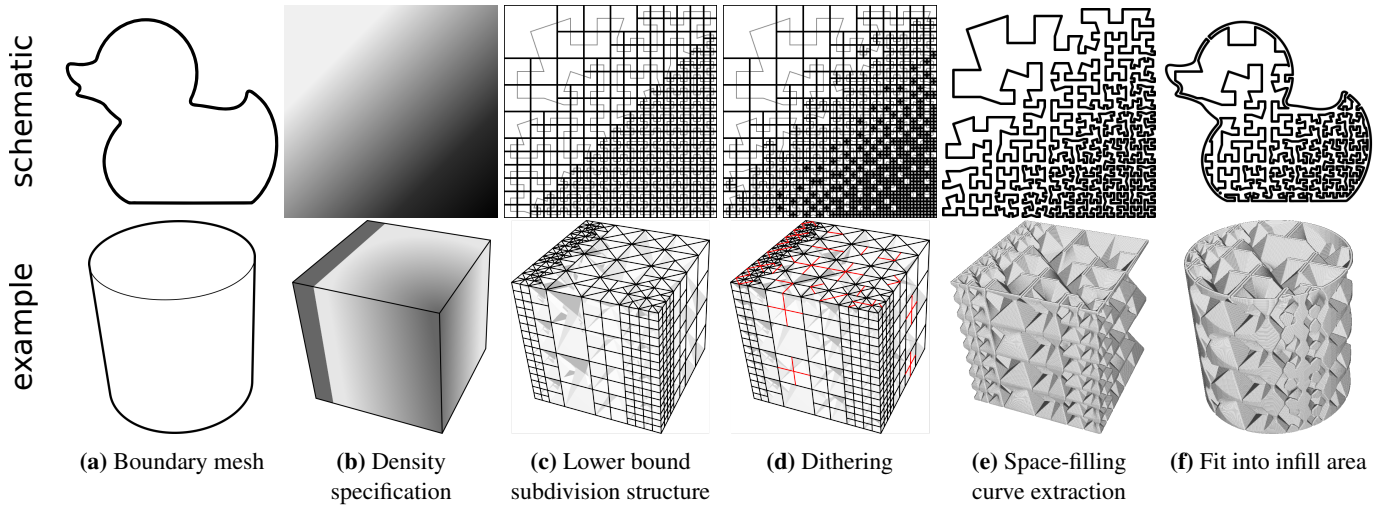 schematic
example
(a) Boundary mesh
(b) Density
specification
(c) Lower bound
subdivision structure
(d) Dithering
(e) Space-filling
curve extraction
(f) Fit into infill area